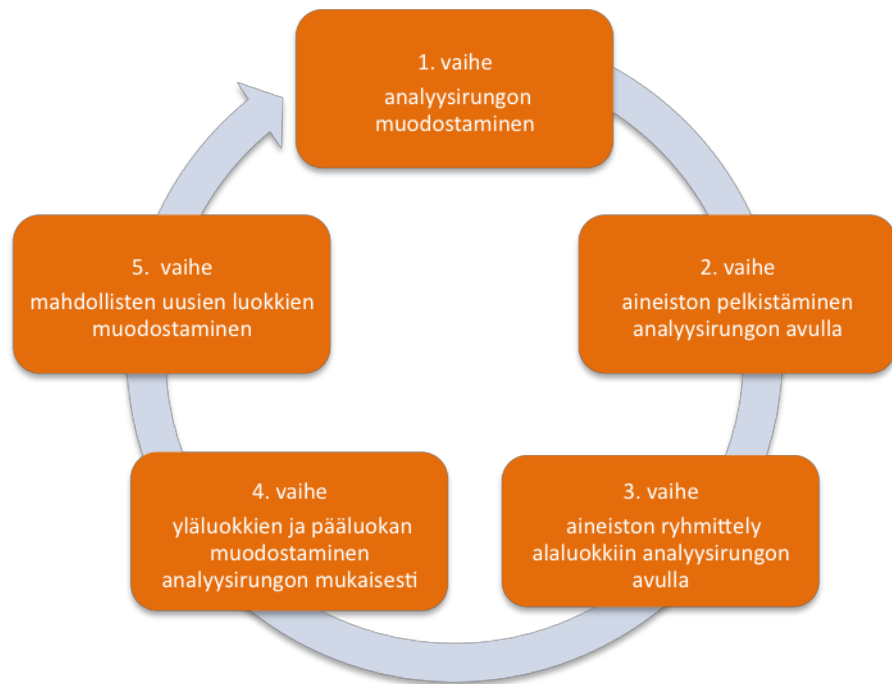 1. vaihe
analyysirungon
muodostaminen
2. vaihe
aineiston pelkistäminen
analyysirungon avulla
3. vaihe
aineiston ryhmittely
alaluokkiin analyysirungon
avulla
4. vaihe
yläluokkien ja pääluokan
muodostaminen
analyysirungon mukaisesti
5. vaihe
mahdollisten uusien luokkien
muodostaminen